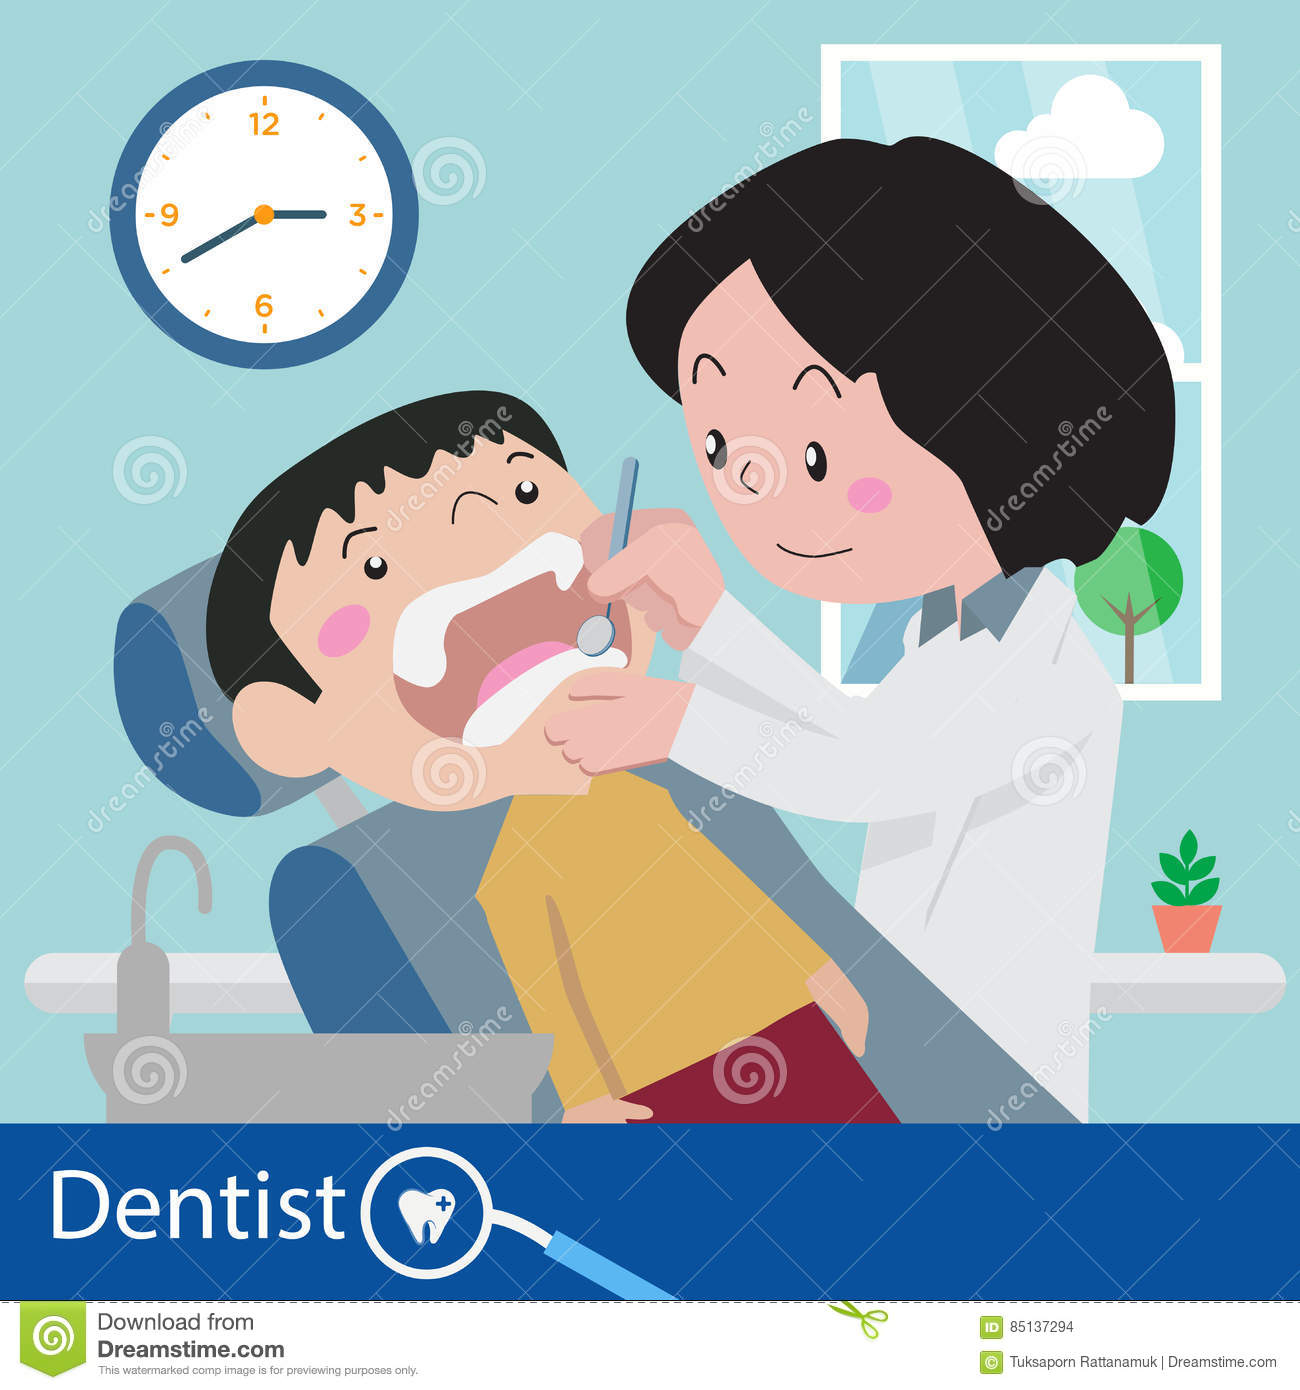 12
9
3
6
Dentist
Download from
Dreamstime.com
This watermarked comp image is for previewing purposes only.
ID 85137294
© Tuksaporn Rattanamuk | Dreamstime.com
dreamstime